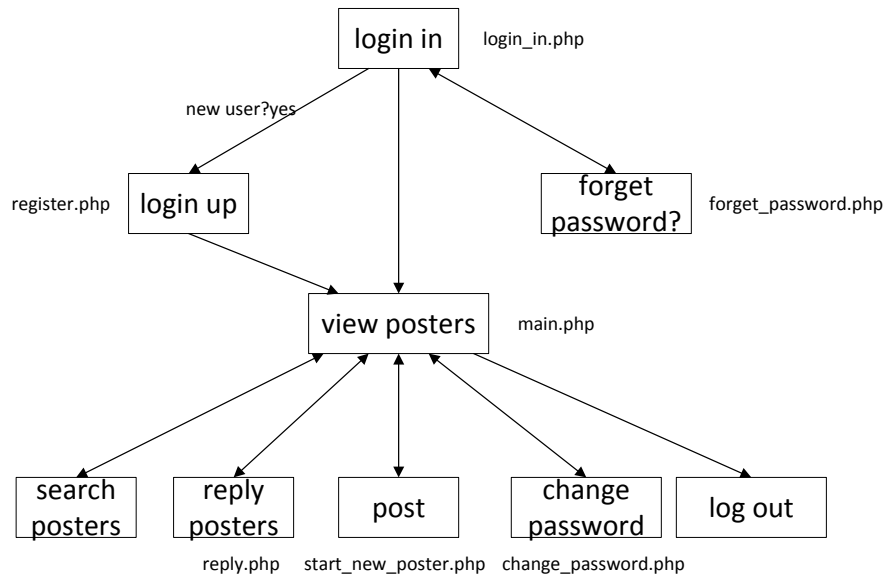 login in
login_in.php
new user?yes
register.php
login up
forget
password?
forget_password.php
view posters
main.php
search
posters
reply
posters
post
change
password
log out
reply.php
start_new_poster.php
change_password.php